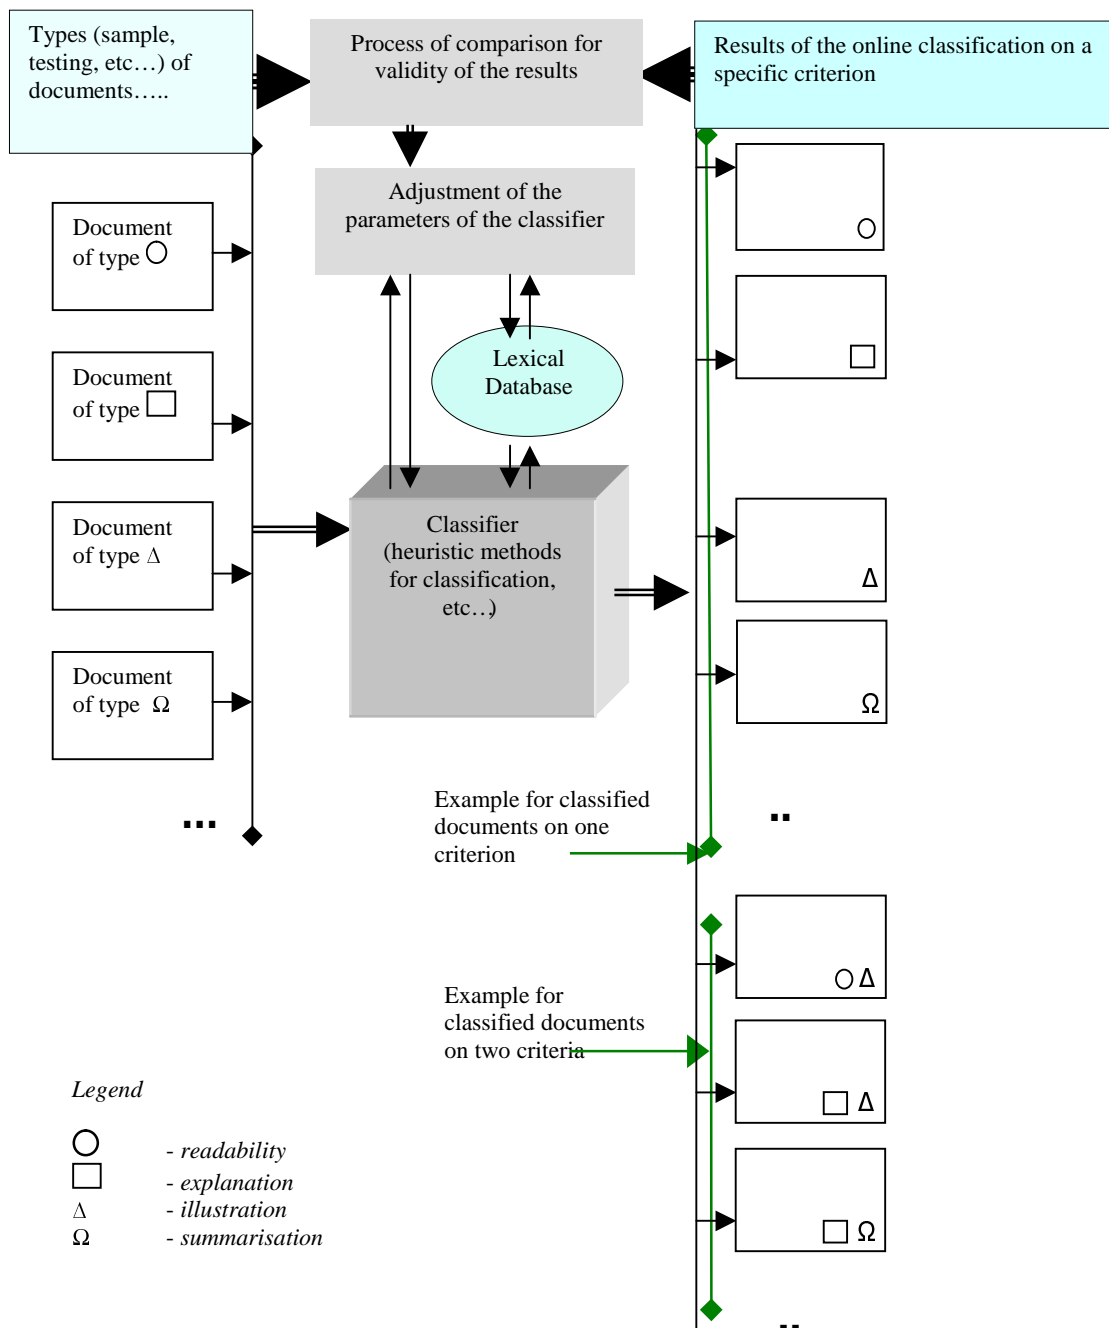 Types (sample,
testing, etc…) of
documents…..
Process of comparison for
validity of the results
Results of the online classification on a
specific criterion
Adjustment of the
parameters of the classifier
Document
of type ○
Document
of type □
Document
of type Δ
Document
of type Ω
...
Lexical
Database
Classifier
(heuristic methods
for classification,
etc…)
○
□
Δ
Ω
..
Example for classified
documents on one
criterion
Example for
classified documents
on two criteria
○ Δ
□ Δ
□ Ω
..
Legend
○ - readability
□ - explanation
Δ - illustration
Ω - summarisation